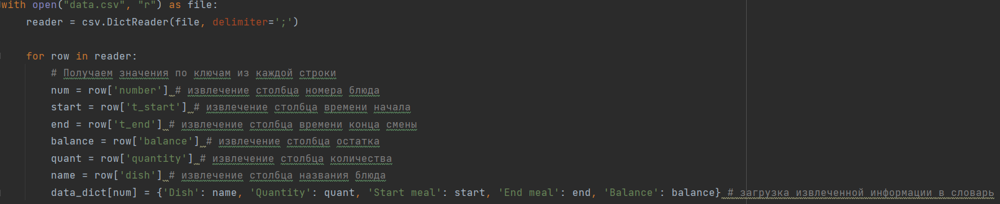 with open("data.csv", "r") as file:
    reader = csv.DictReader(file, delimiter=';')
    for row in reader:
        # Получаем значения по ключам из каждой строки
        num = row['number'] # извлечение столбца номера блюда
        start = row['t_start'] # извлечение столбца времени начала
        end = row['t_end'] # извлечение столбца времени конца смены
        balance = row['balance'] # извлечение столбца остатка
        quant = row['quantity'] # извлечение столбца количества
        name = row['dish'] # извлечение столбца названия блюда
        data_dict[num] = {'Dish': name, 'Quantity': quant, 'Start meal': start, 'End meal': end, 'Balance': balance} # загрузка извлеченной информации в словарь